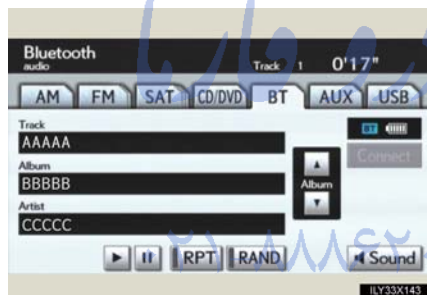 Bluetooth
audio Track 1 0'17"
AM FM SAT CD/DVD BT AUX USB
Track
AAAAA
BT
Connect
Album
BBBBB
Album
Artist
CCCCC
RPT RAND Sound
ILY33X143